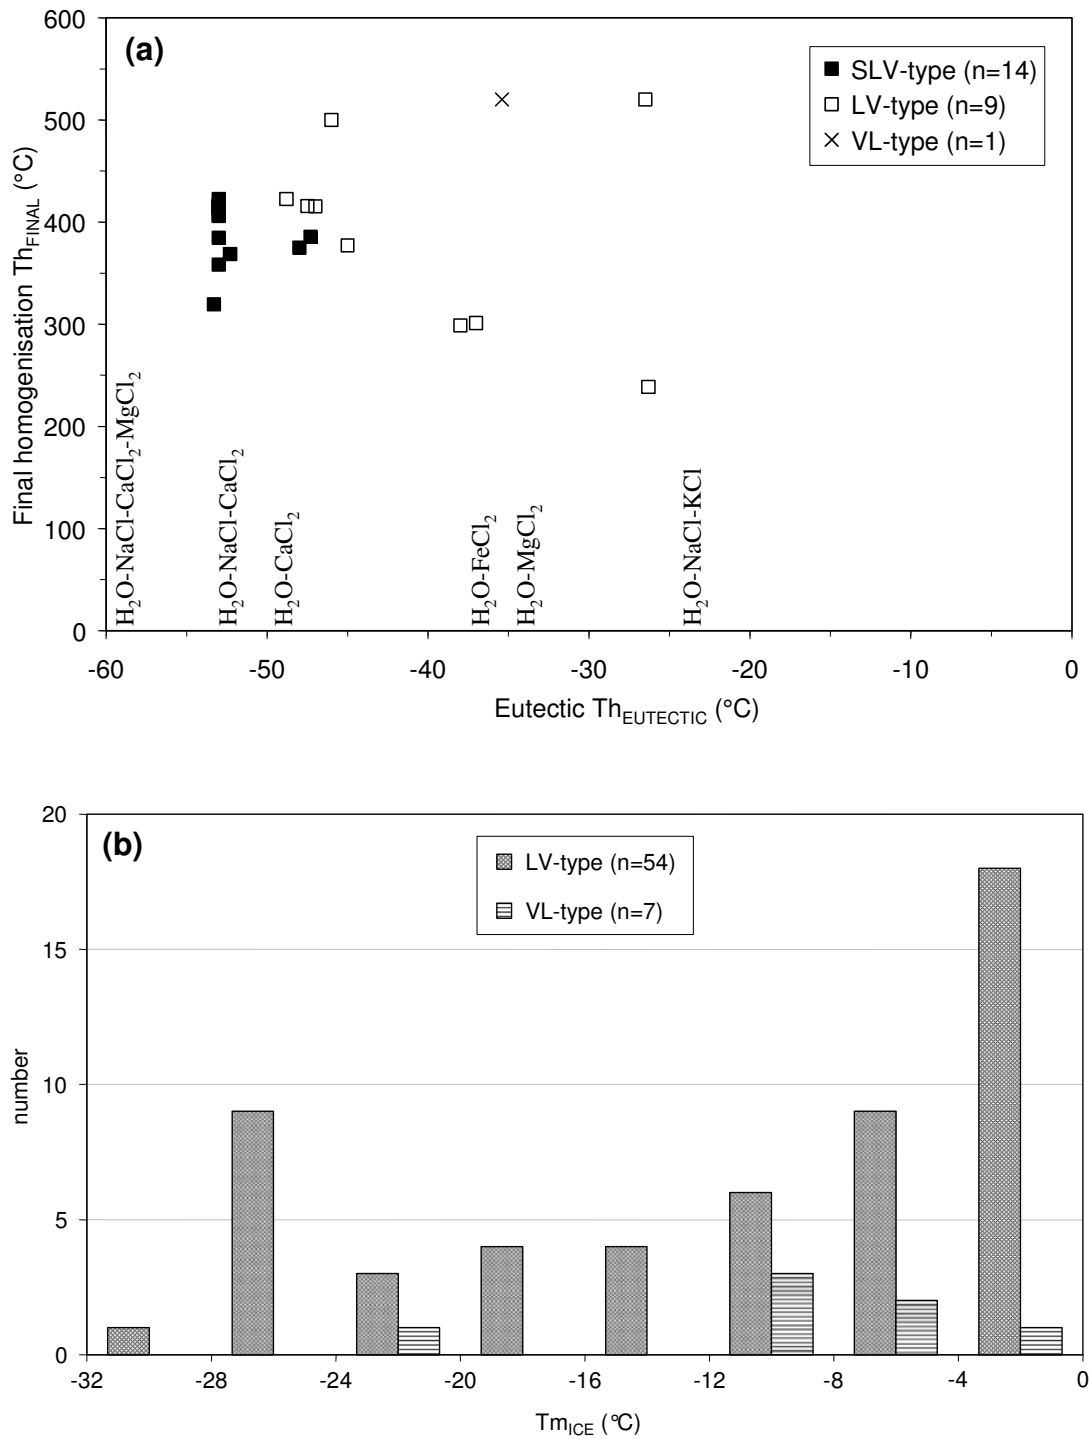 600
(a)
SLV-type (n=14)
LV-type (n=9)
VL-type (n=1)
500
400
300
200
100
0
Final homogenisation Th_FINAL (°C)
H₂O-NaCl-CaCl₂-MgCl₂
H₂O-NaCl-CaCl₂
H₂O-CaCl₂
H₂O-FeCl₂
H₂O-MgCl₂
H₂O-NaCl-KCl
-60 -50 -40 -30 -20 -10 0
Eutectic Th_EUTECTIC (°C)
20
(b)
LV-type (n=54)
VL-type (n=7)
15
10
5
0
number
-32 -28 -24 -20 -16 -12 -8 -4 0
Tm_ICE (°C)